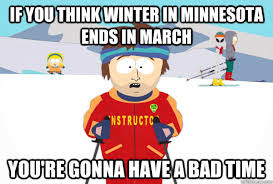 IF YOU THINK WINTER IN MINNESOTA
ENDS IN MARCH
NSTRUCTO
YOU'RE GONNA HAVE A BAD TIME